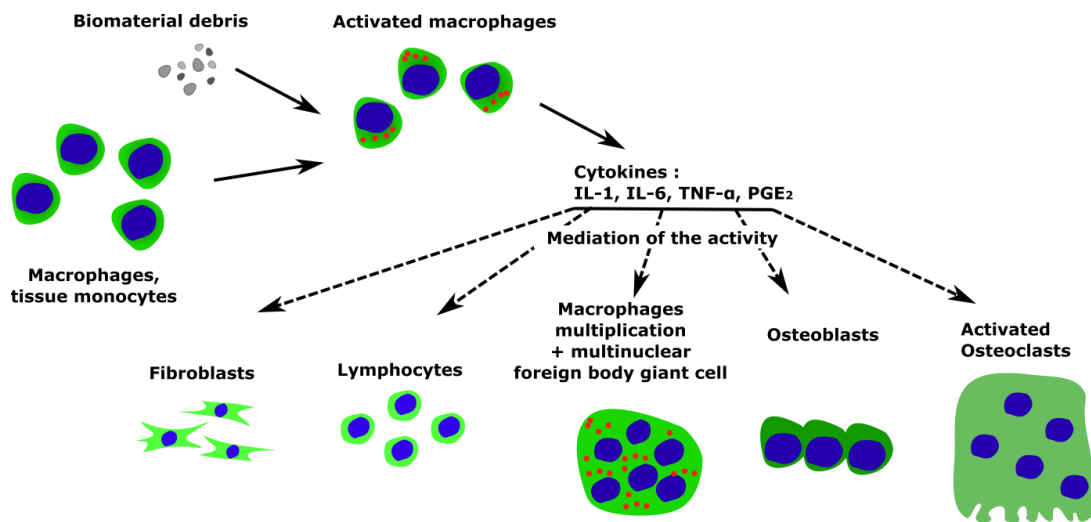 Biomaterial debris
Activated macrophages
Macrophages,
tissue monocytes
Cytokines :
IL-1, IL-6, TNF-α, PGE₂
Mediation of the activity
Fibroblasts
Lymphocytes
Macrophages
multiplication
+ multinuclear
foreign body giant cell
Osteoblasts
Activated
Osteoclasts